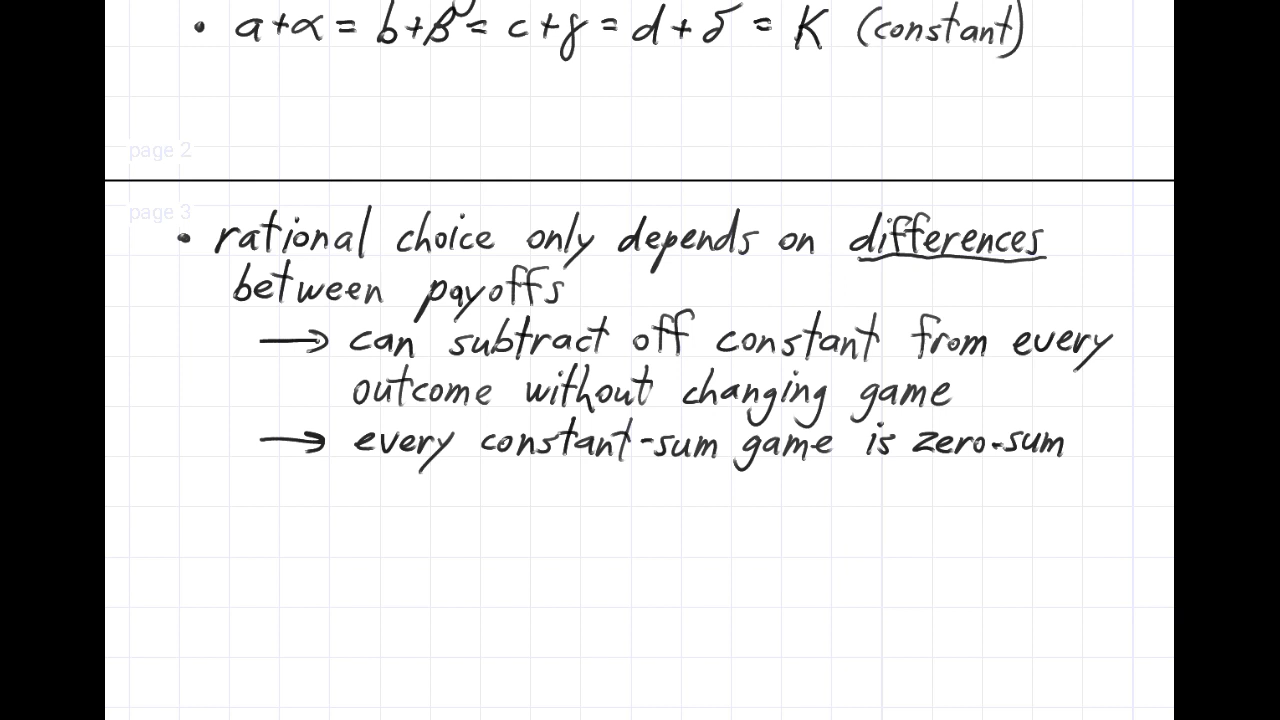 • a+α = b+β = c+γ = d+δ = K (constant)
page 2
page 3
• rational choice only depends on differences
between payoffs
→ can subtract off constant from every
outcome without changing game
→ every constant-sum game is zero-sum